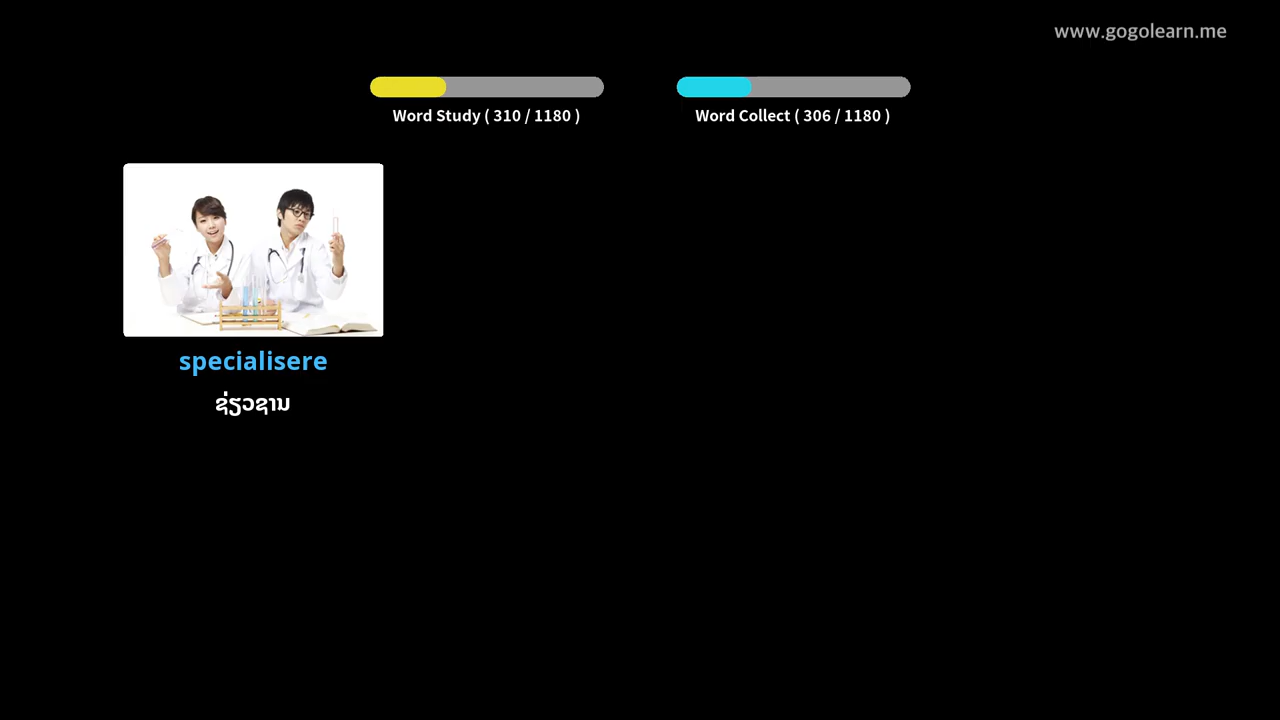 www.gogolearn.me
Word Study ( 310 / 1180 )
Word Collect ( 306 / 1180 )
specialisere
ຊ່ຽວຊານ